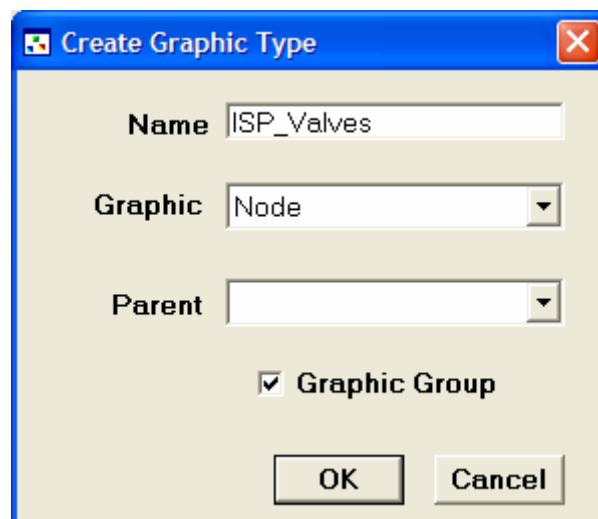 Create Graphic Type
Name ISP_Valves
Graphic Node
Parent
Graphic Group
OK Cancel